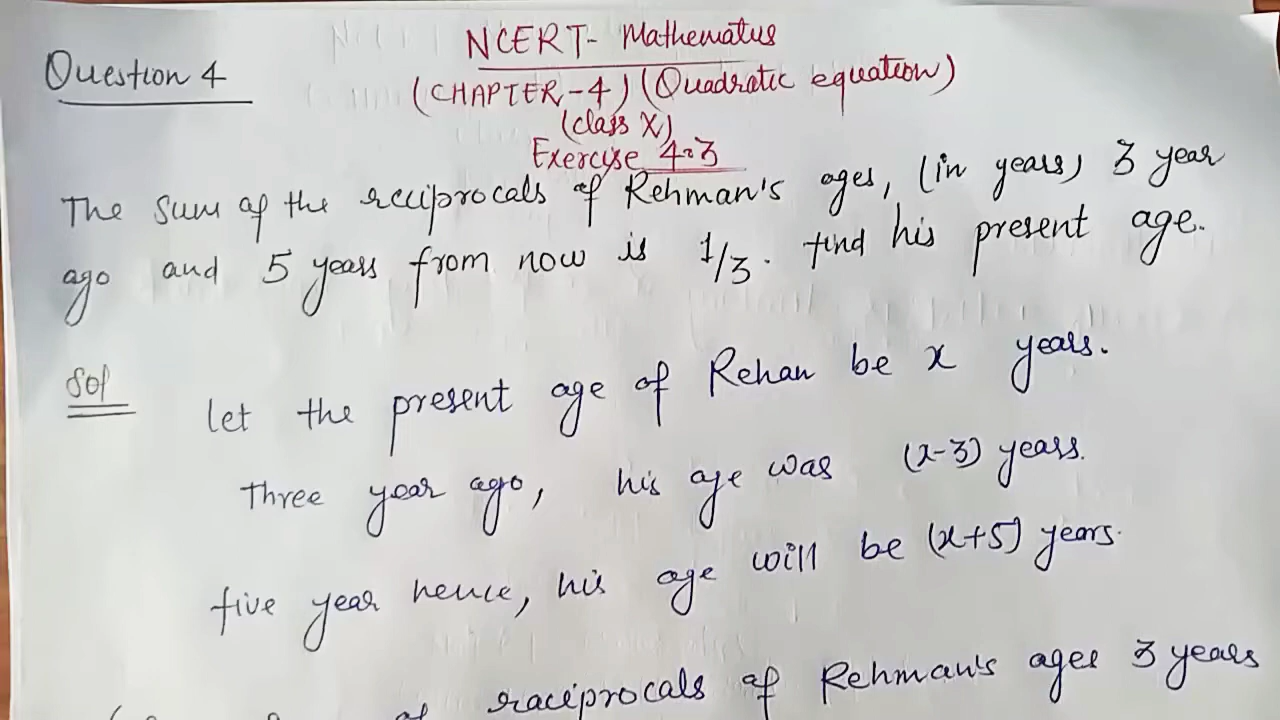 Question 4
NCERT- Mathematics
(CHAPTER-4) (Quadratic equation)
(class X)
Exercise 4.3
The sum of the reciprocals of Rehman's ages, (in years) 3 year
ago and 5 years from now is 1/3. find his present age.
Sol
Let the present age of Rehan be x years.
Three year ago, his age was (x-3) years.
five year hence, his age will be (x+5) years.
of raciprocals of Rehman's ages 3 years